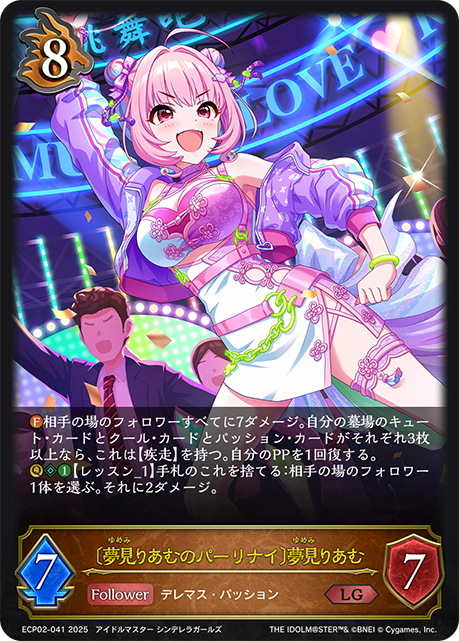 8
挑舞吧
MU
LOVE
Ⓕ相手の場のフォロワーすべてに7ダメージ。自分の墓場のキュー
ト・カードとクール・カードとパッション・カードがそれぞれ3枚
以上なら、これは【疾走】を持つ。自分のPPを1回復する。
Ⓠ◈1【レッスン_1】手札のこれを捨てる：相手の場のフォロワー
1体を選ぶ。それに2ダメージ。
ゆめみ ゆめみ
〔夢見りあむのパーリナイ〕夢見りあむ
7
Follower デレマス・パッション LG
7
ECP02-041 2025 アイドルマスター シンデレラガールズ THE IDOLM@STER™& ©BNEI © Cygames, Inc.